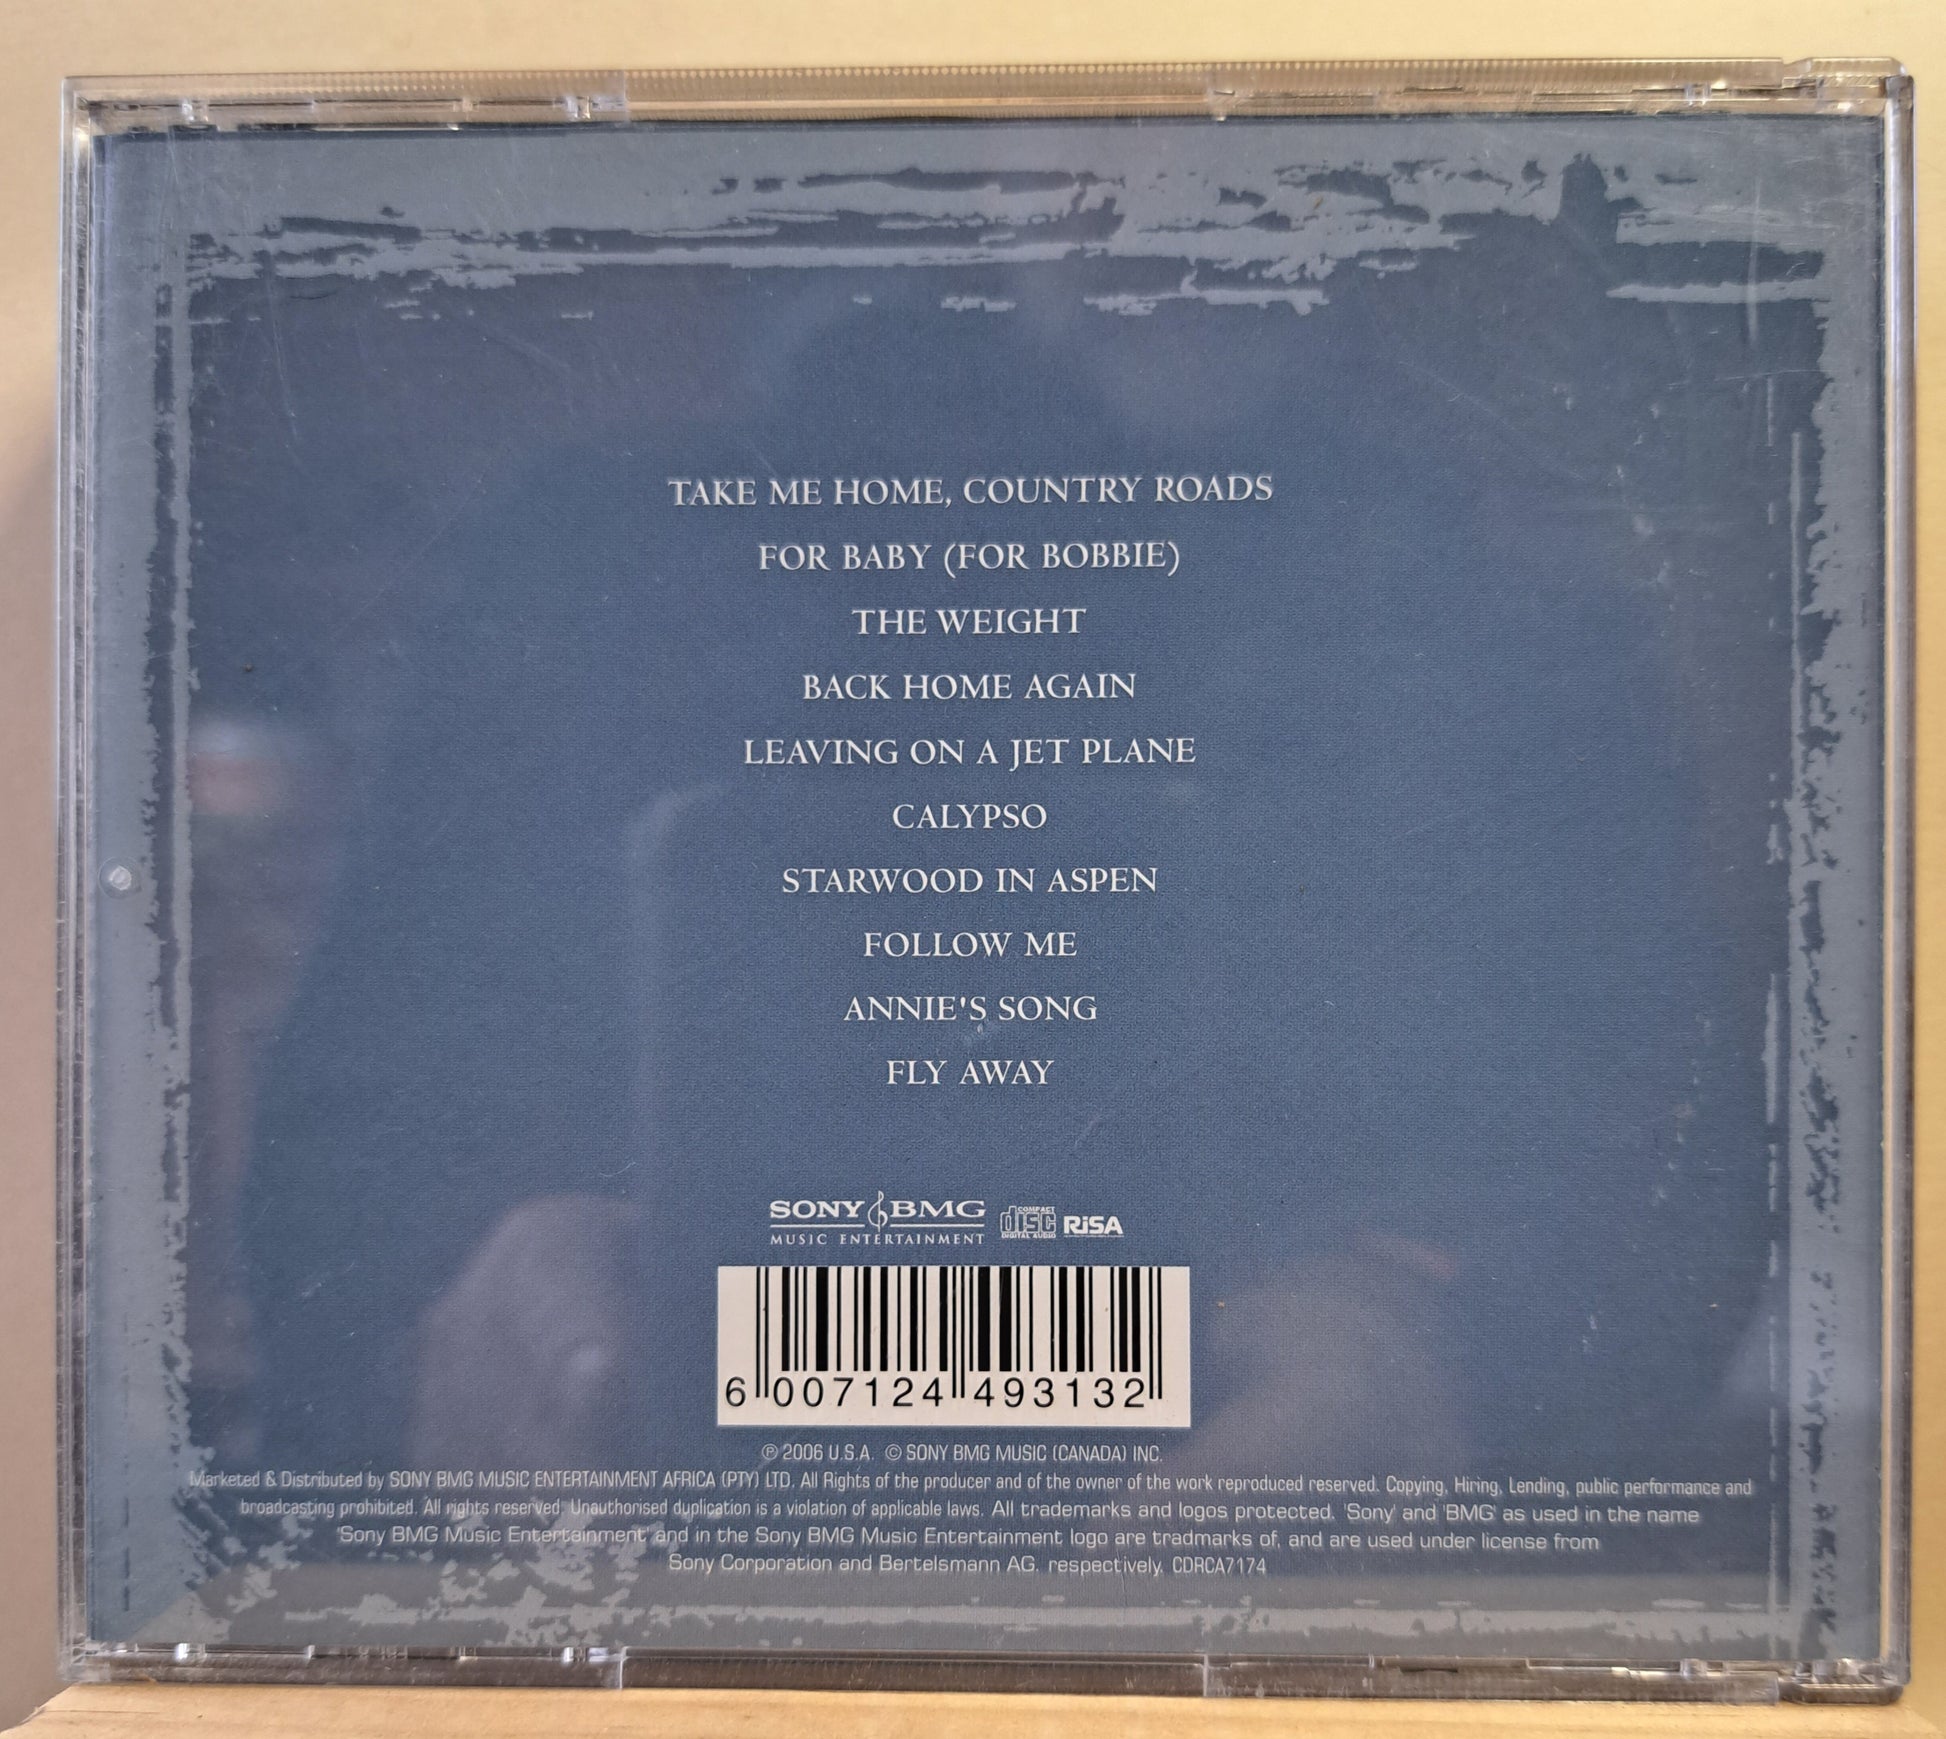 TAKE ME HOME, COUNTRY ROADS
FOR BABY (FOR BOBBIE)
THE WEIGHT
BACK HOME AGAIN
LEAVING ON A JET PLANE
CALYPSO
STARWOOD IN ASPEN
FOLLOW ME
ANNIE'S SONG
FLY AWAY
SONY BMG
MUSIC ENTERTAINMENT
COMPACT
disc
DIGITAL AUDIO
RiSA
6 007124 493132
℗ 2006 U.S.A. © SONY BMG MUSIC (CANADA) INC.
Marketed & Distributed by SONY BMG MUSIC ENTERTAINMENT AFRICA (PTY) LTD. All Rights of the producer and of the owner of the work reproduced reserved. Copying, Hiring, Lending, public performance and
broadcasting prohibited. All rights reserved. Unauthorised duplication is a violation of applicable laws. All trademarks and logos protected. 'Sony' and 'BMG' as used in the name
'Sony BMG Music Entertainment' and in the Sony BMG Music Entertainment logo are tradmarks of, and are used under license from
Sony Corporation and Bertelsmann AG. respectively. CDRCA7174